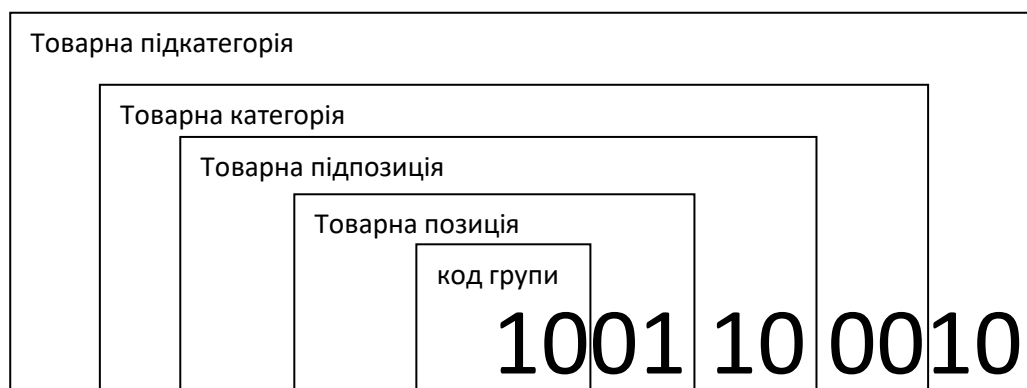 Товарна підкатегорія
Товарна категорія
Товарна підпозиція
Товарна позиція
код групи
1001 10 0010